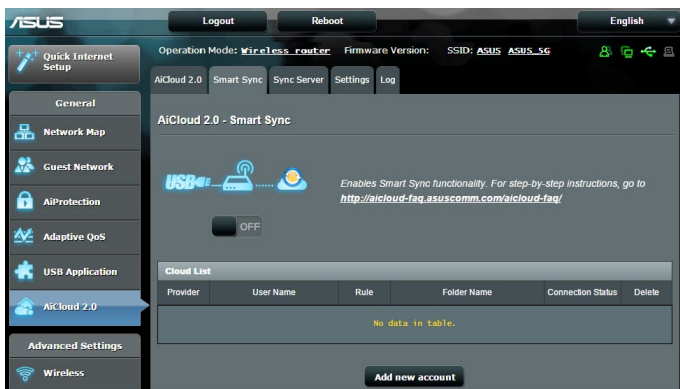 ASUS
Logout
Reboot
English
Quick Internet
Setup
Operation Mode: Wireless router Firmware Version: SSID: ASUS ASUS_5G
AiCloud 2.0
Smart Sync
Sync Server
Settings
Log
General
Network Map
Guest Network
AiProtection
Adaptive QoS
USB Application
AiCloud 2.0
Advanced Settings
Wireless
AiCloud 2.0 - Smart Sync
USB
Enables Smart Sync functionality. For step-by-step instructions, go to
http://aicloud-faq.asuscomm.com/aicloud-faq/
OFF
Cloud List
Provider User Name Rule Folder Name Connection Status Delete
No data in table.
Add new account